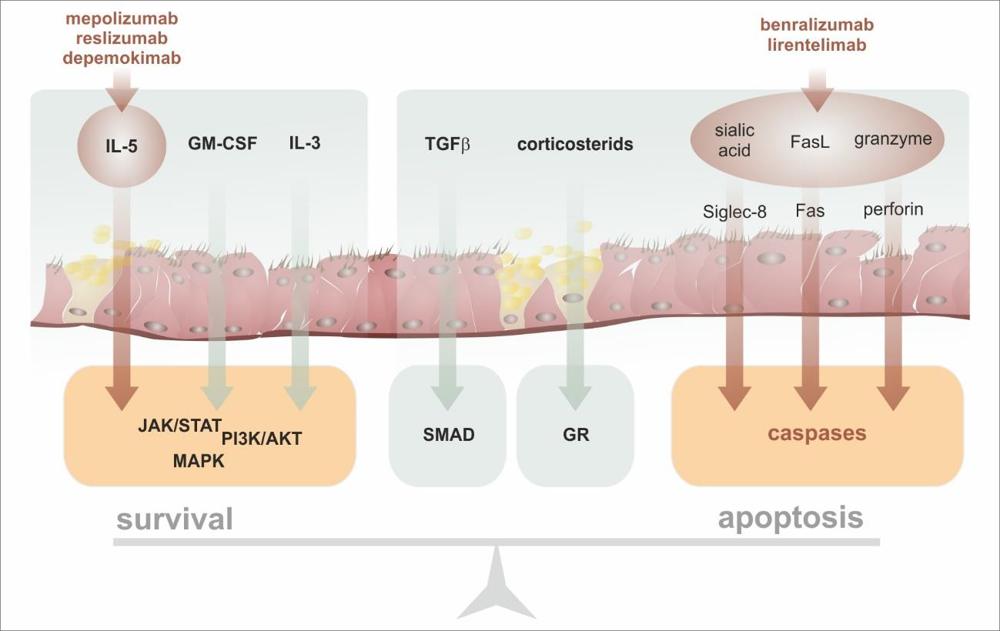 mepolizumab
reslizumab
depemokimab
benralizumab
lirentelimab
IL-5
GM-CSF
IL-3
TGFβ
corticosterids
sialic
acid
FasL
granzyme
Siglec-8
Fas
perforin
JAK/STAT
PI3K/AKT
MAPK
SMAD
GR
caspases
survival
apoptosis